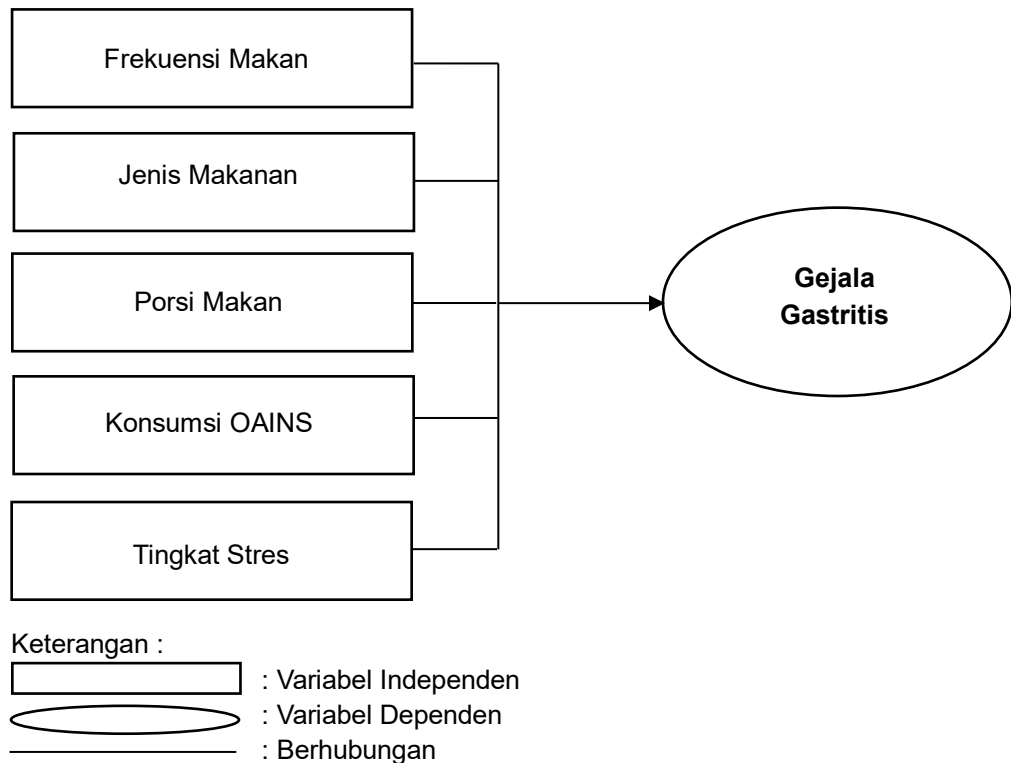 Frekuensi Makan
Jenis Makanan
Porsi Makan
Konsumsi OAINS
Tingkat Stres
Gejala
Gastritis
Keterangan :
: Variabel Independen
: Variabel Dependen
: Berhubungan